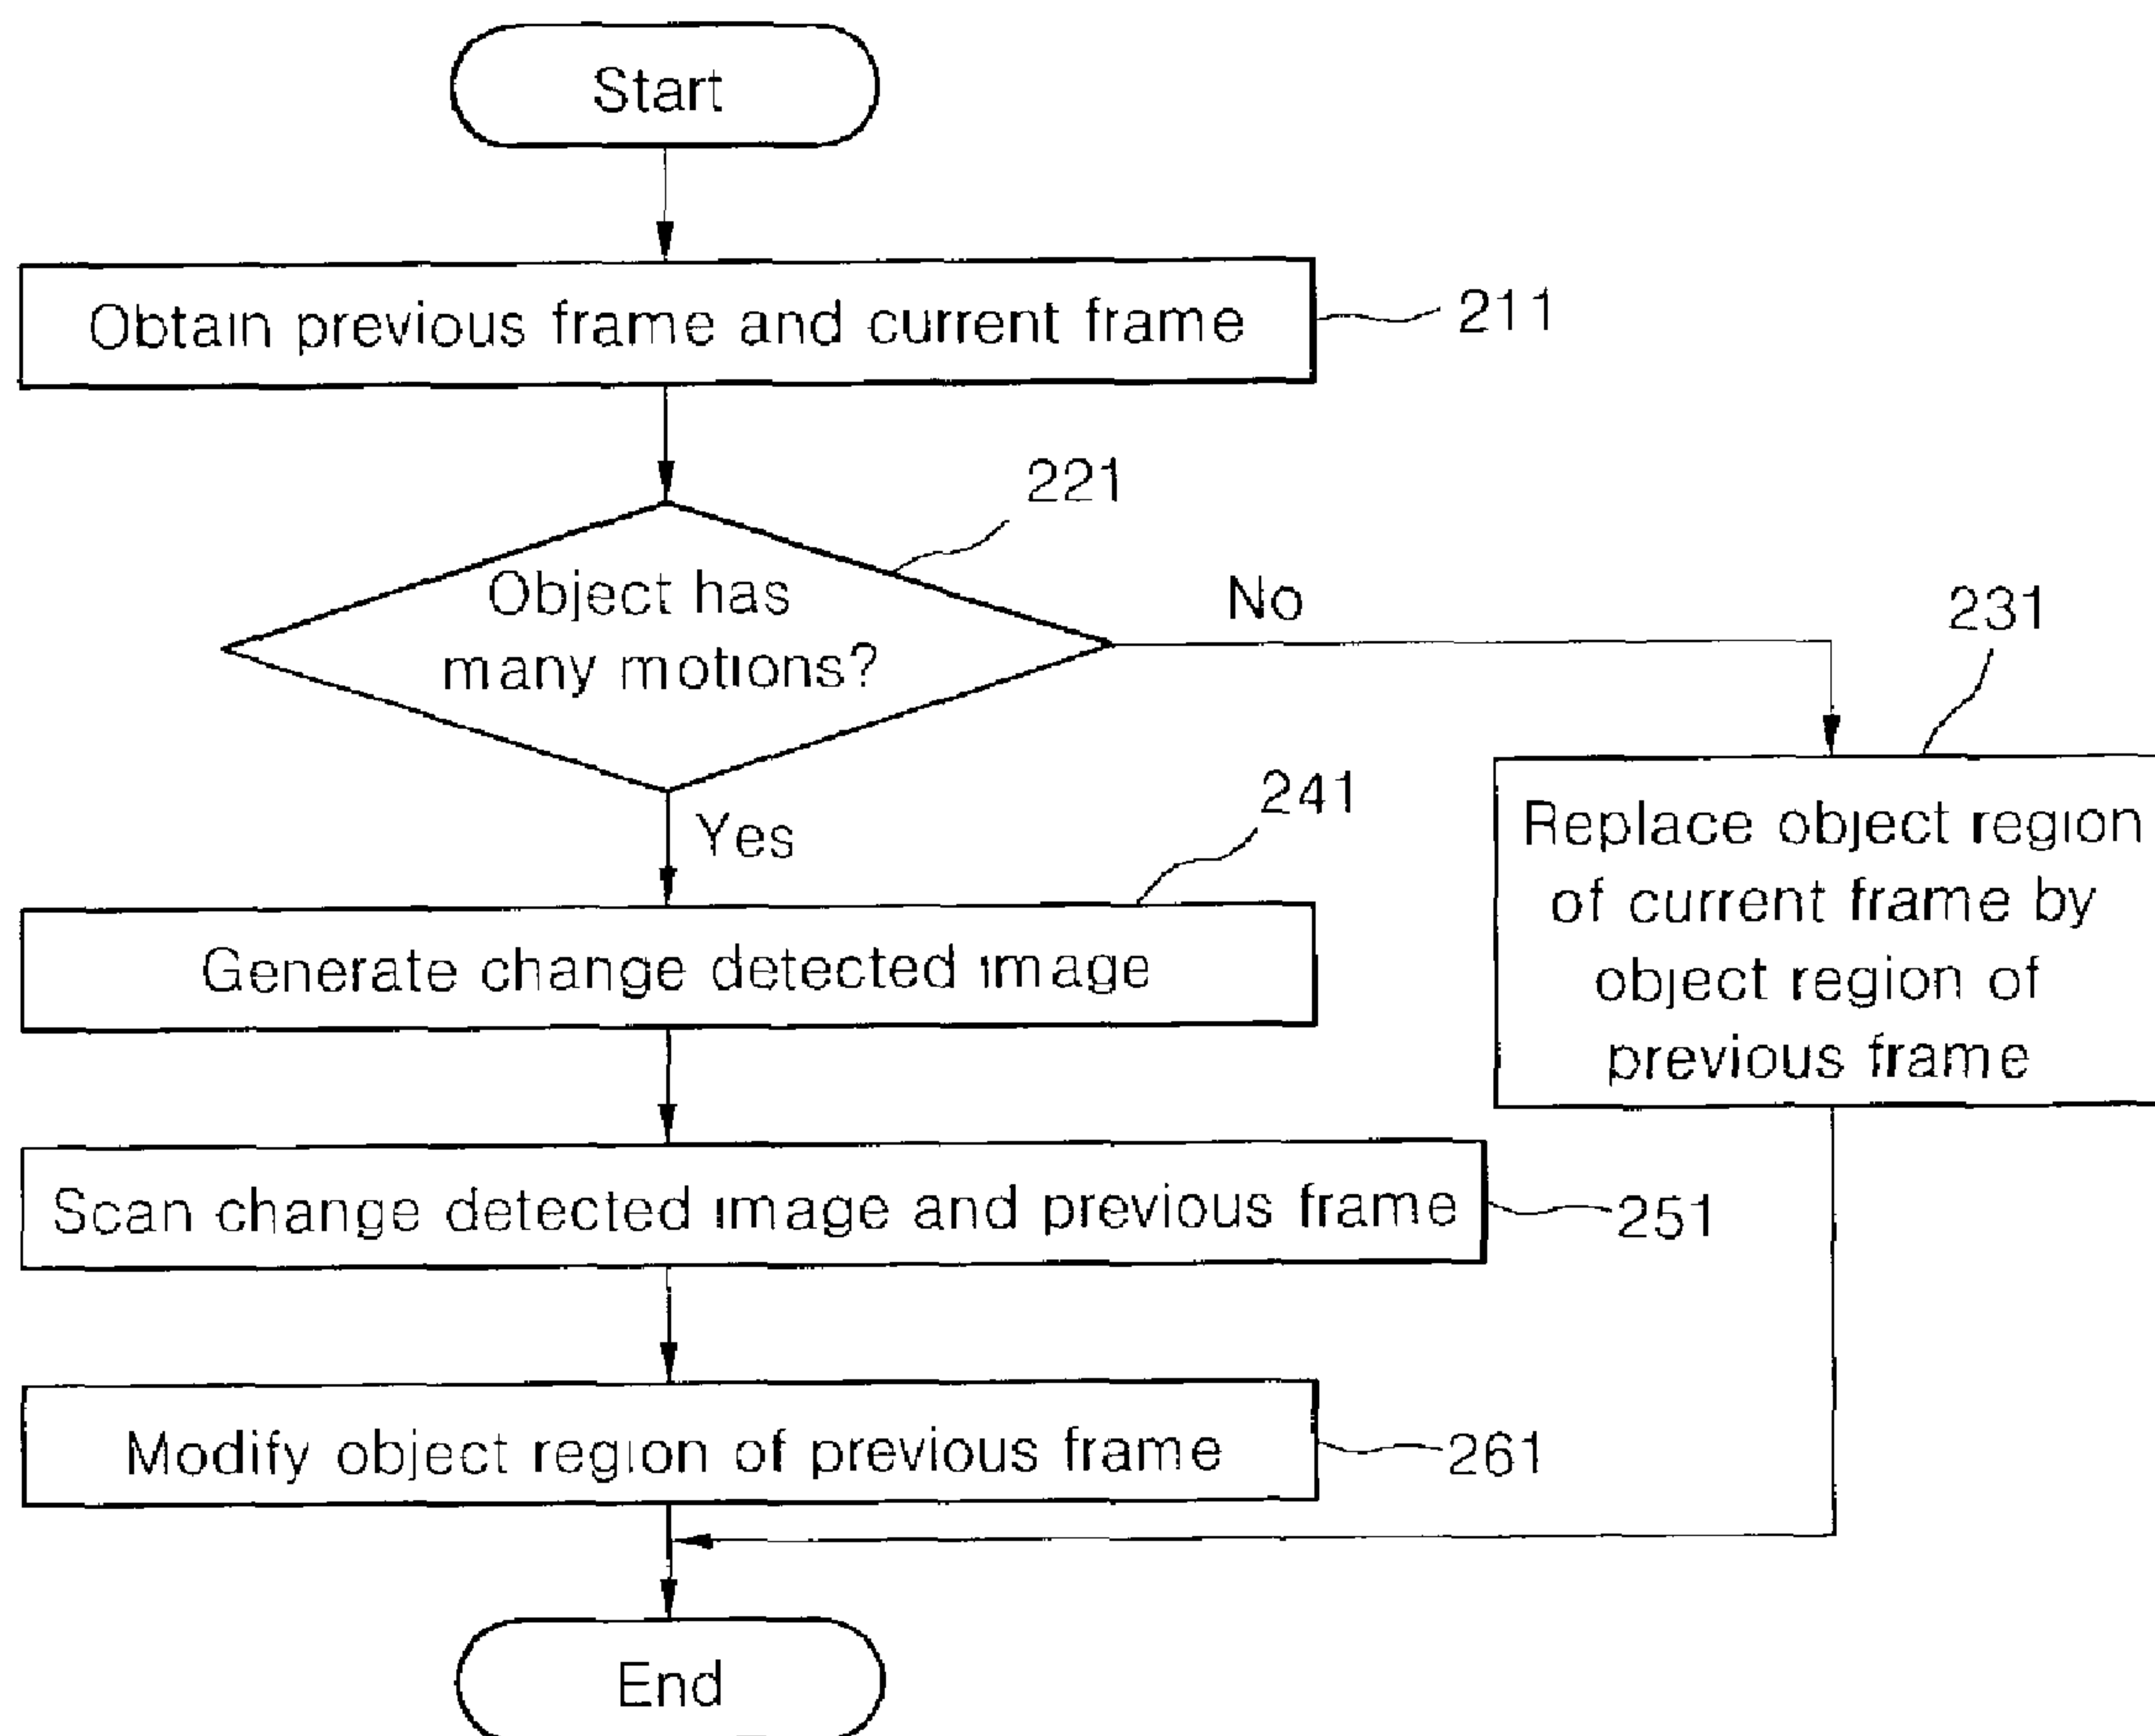 Start
Obtain previous frame and current frame
211
221
Object has
many motions?
No
231
Yes
241
Replace object region
of current frame by
object region of
previous frame
Generate change detected image
Scan change detected image and previous frame
251
Modify object region of previous frame
261
End